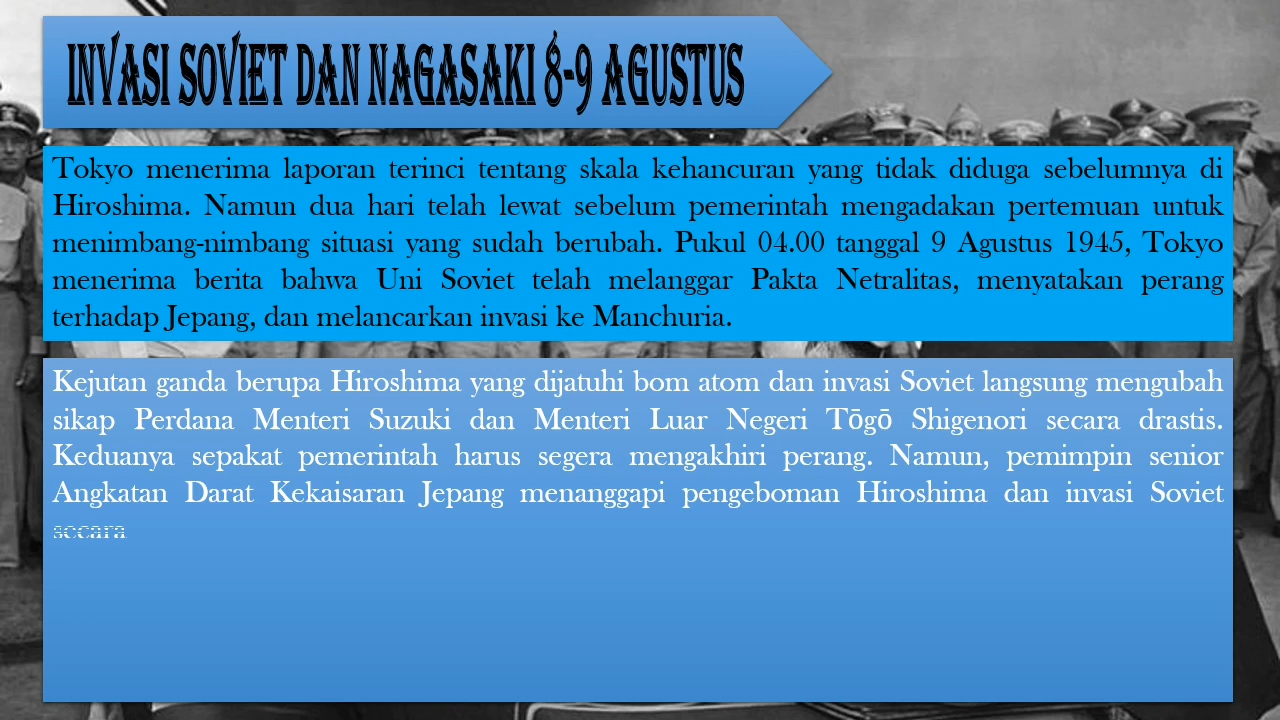 INVASI SOVIET DAN NAGASAKI 8-9 AGUSTUS
Tokyo menerima laporan terinci tentang skala kehancuran yang tidak diduga sebelumnya di
Hiroshima. Namun dua hari telah lewat sebelum pemerintah mengadakan pertemuan untuk
menimbang-nimbang situasi yang sudah berubah. Pukul 04.00 tanggal 9 Agustus 1945, Tokyo
menerima berita bahwa Uni Soviet telah melanggar Pakta Netralitas, menyatakan perang
terhadap Jepang, dan melancarkan invasi ke Manchuria.
Kejutan ganda berupa Hiroshima yang dijatuhi bom atom dan invasi Soviet langsung mengubah
sikap Perdana Menteri Suzuki dan Menteri Luar Negeri Tōgō Shigenori secara drastis.
Keduanya sepakat pemerintah harus segera mengakhiri perang. Namun, pemimpin senior
Angkatan Darat Kekaisaran Jepang menanggapi pengeboman Hiroshima dan invasi Soviet
secara